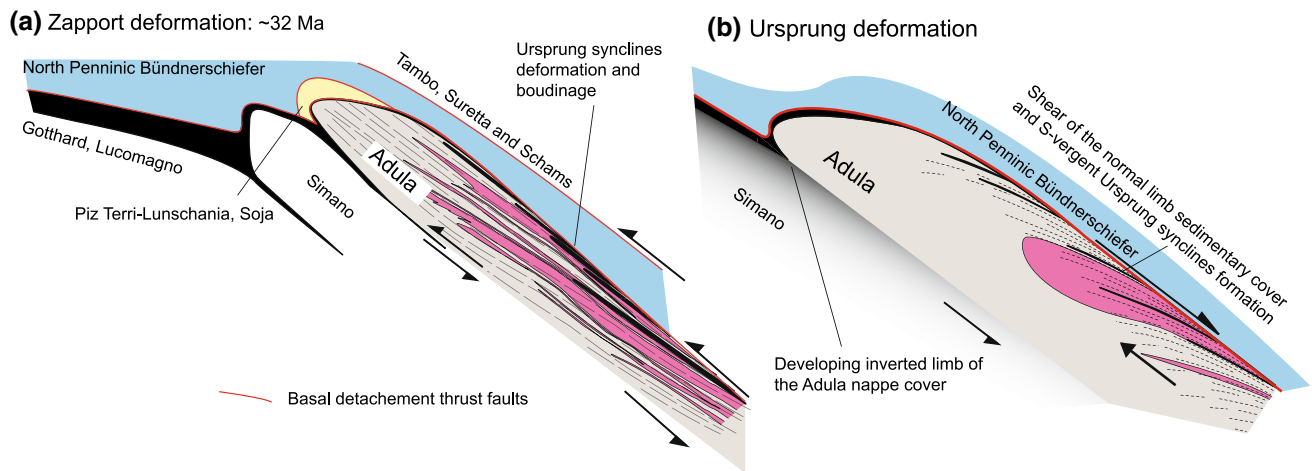 (a) Zapport deformation: ~32 Ma
North Penninic Bündnerschiefer
Gotthard, Lucomagno
Piz Terri-Lunschania, Soja
Simano
Adula
Tambo, Suretta and Schams
Ursprung synclines
deformation and
boudinage
Basal detachement thrust faults
(b) Ursprung deformation
Simano
Adula
North Penninic Bündnerschiefer
Shear of the normal limb sedimentary cover
and S-vergent Ursprung synclines
formation
Developing inverted limb of
the Adula nappe cover